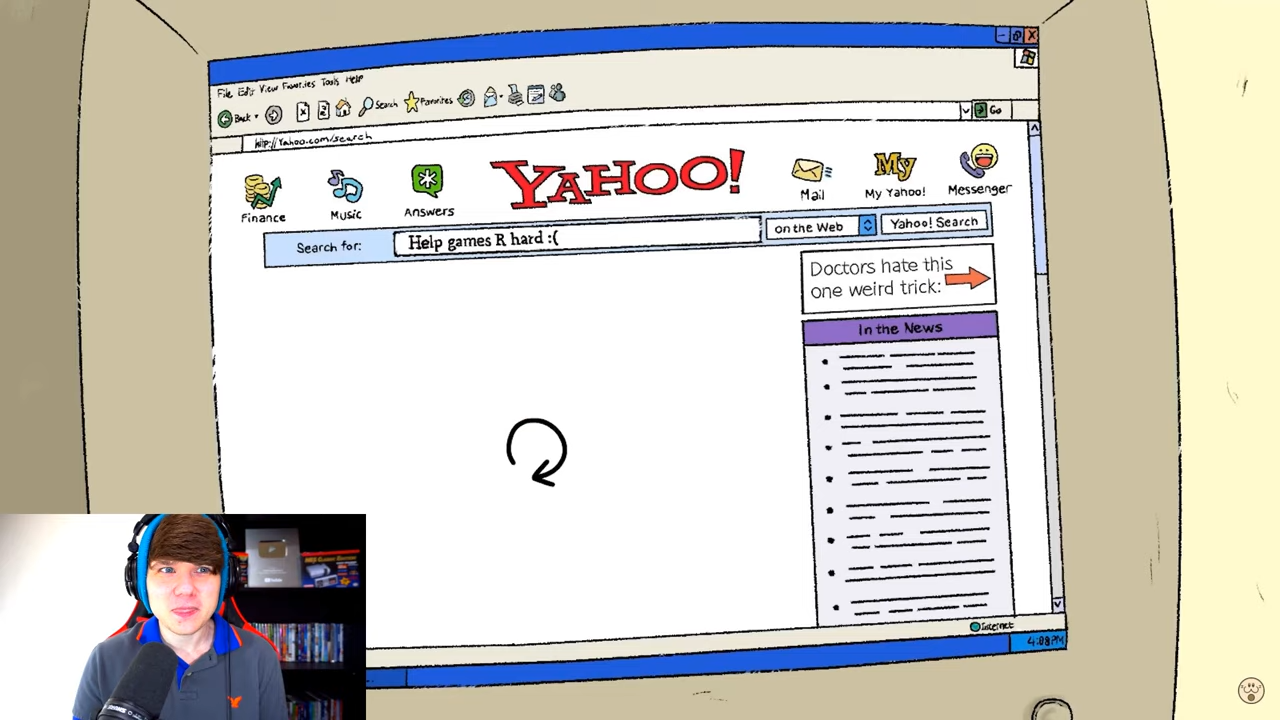 File Edit View Favorites Tools Help
Back
Search
Favorites
Go
http://Yahoo.com/search
Finance
Music
Answers
YAHOO!
Mail
My
My Yahoo!
Messenger
Search for:
Help games R hard :(
on the Web
Yahoo! Search
Doctors hate this
one weird trick:
In the News
Internet
4:08PM